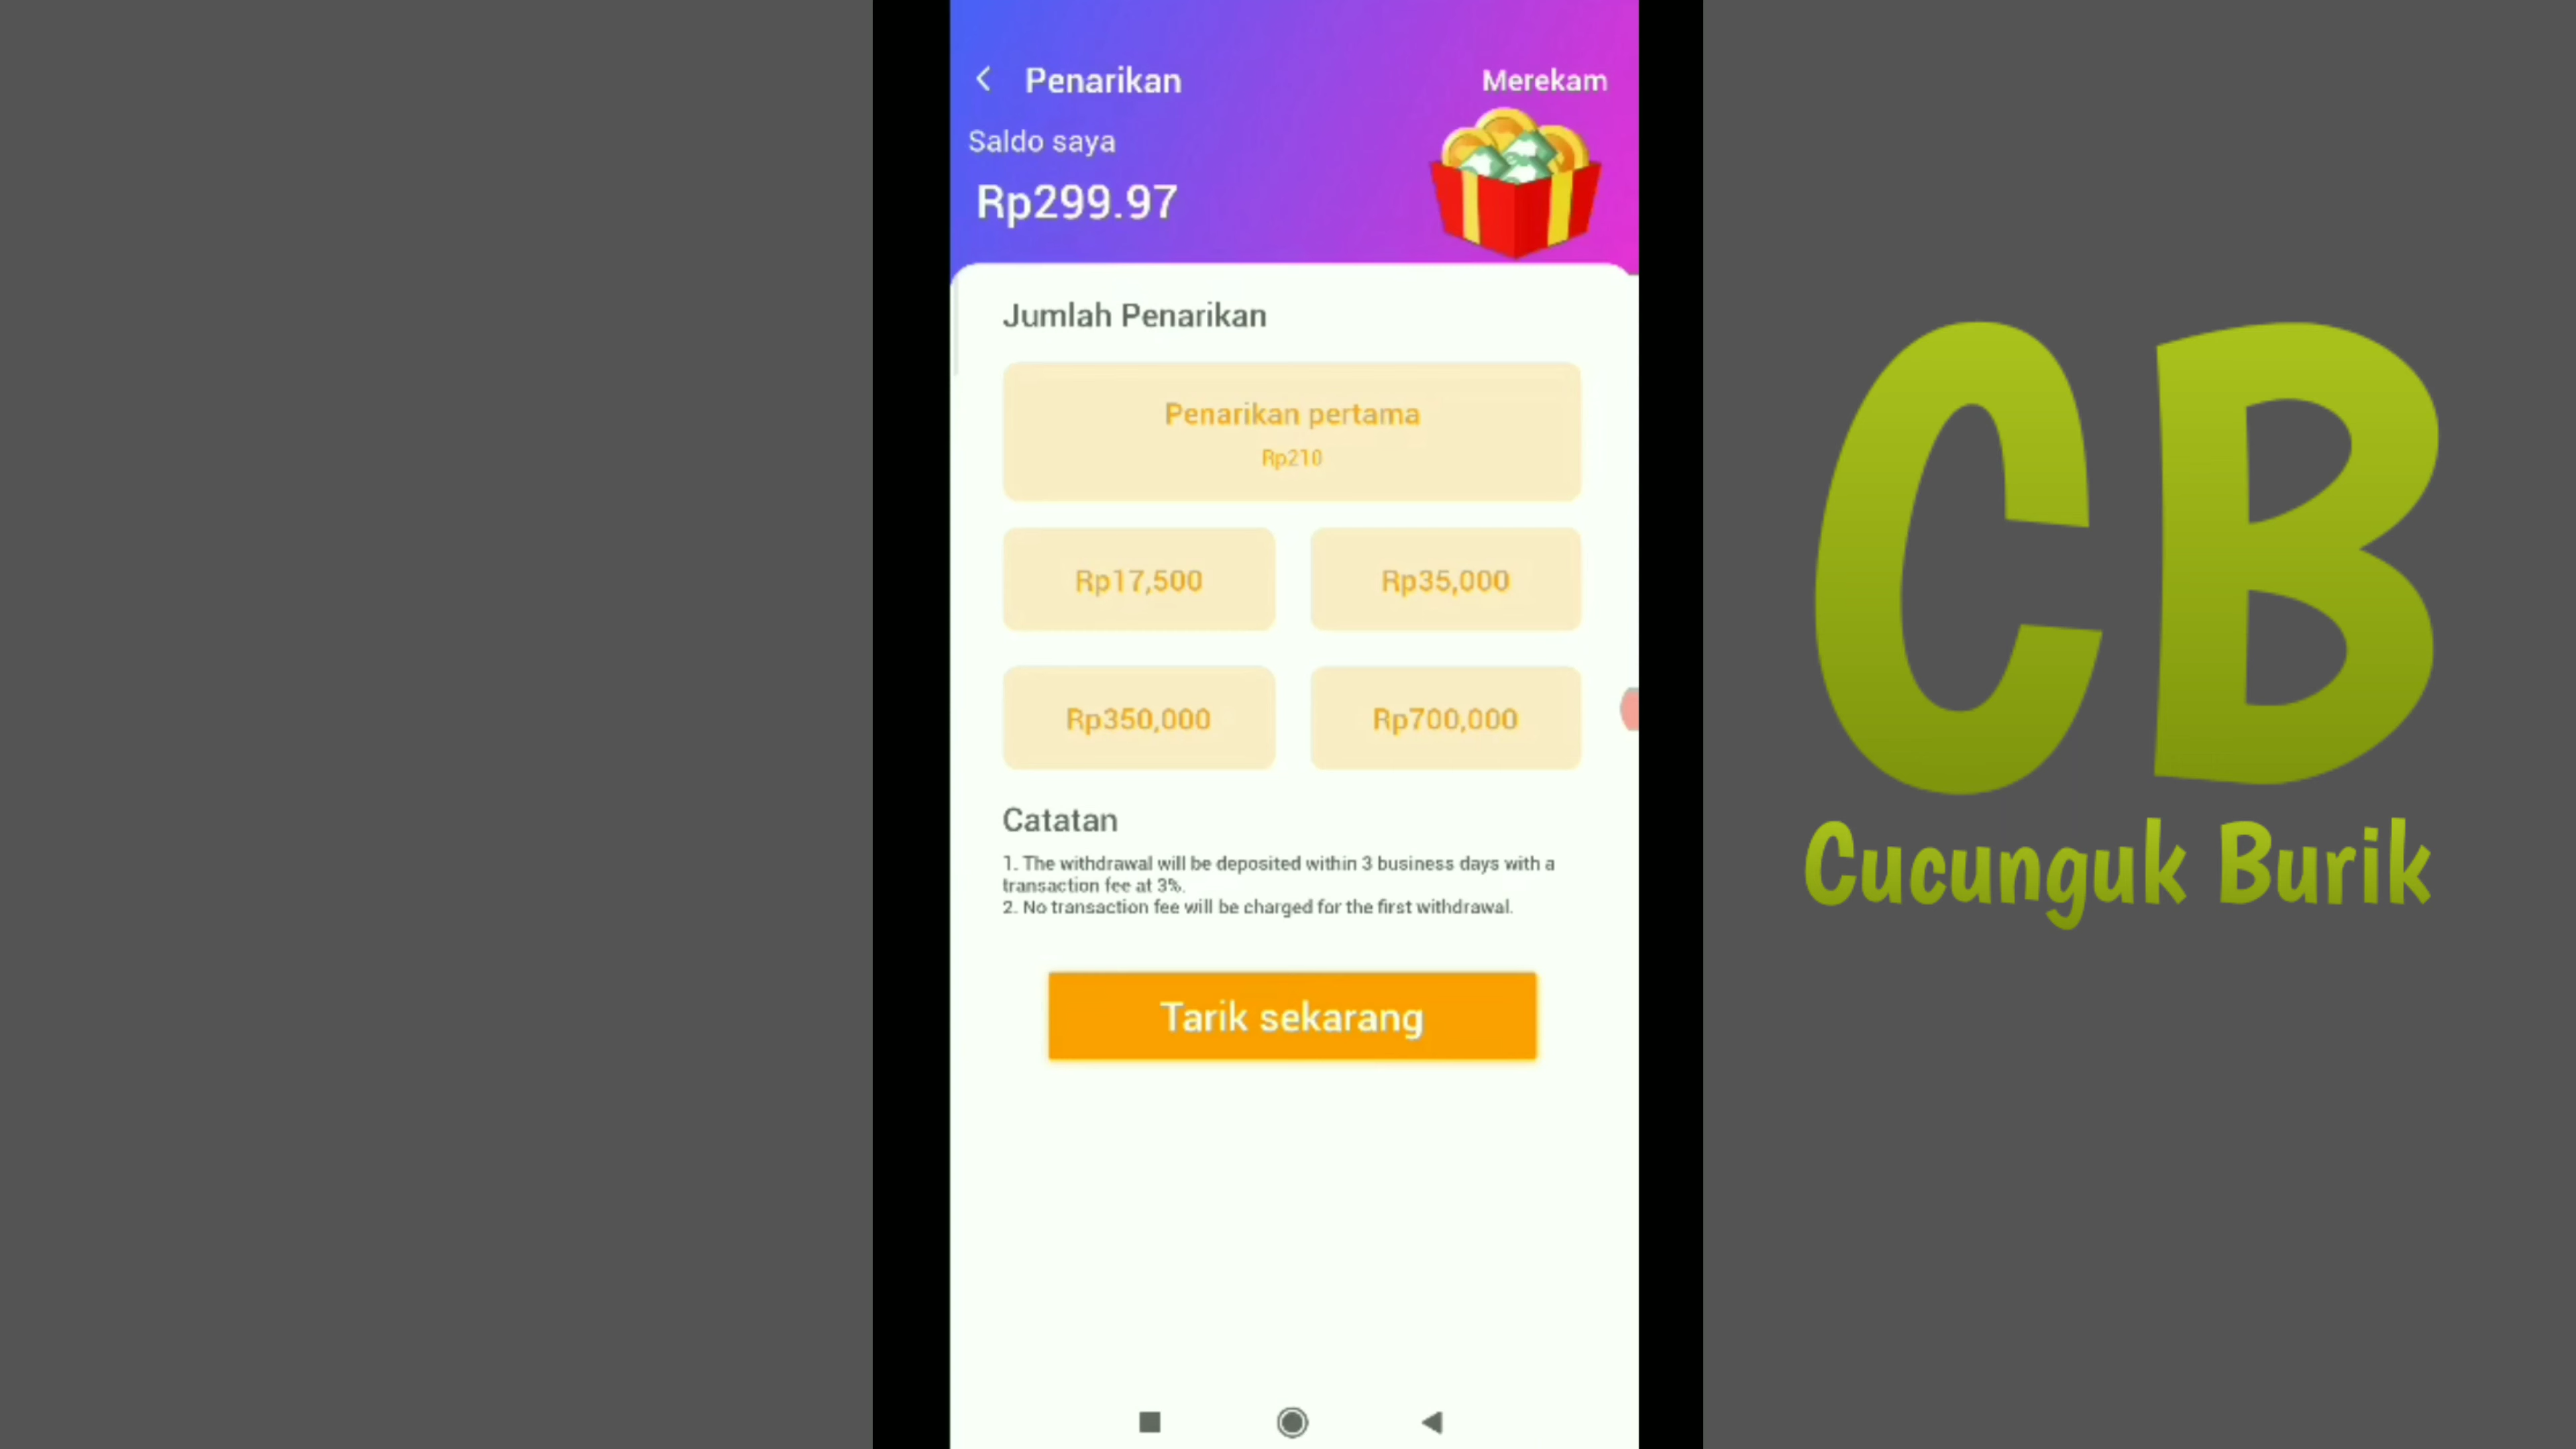 Penarikan
Merekam
Saldo saya
Rp299.97
Jumlah Penarikan
Penarikan pertama
Rp210
Rp17,500
Rp35,000
Rp350,000
Rp700,000
Catatan
1. The withdrawal will be deposited within 3 business days with a
transaction fee at 3%.
2. No transaction fee will be charged for the first withdrawal.
Tarik sekarang
CB
Cucunguk Burik